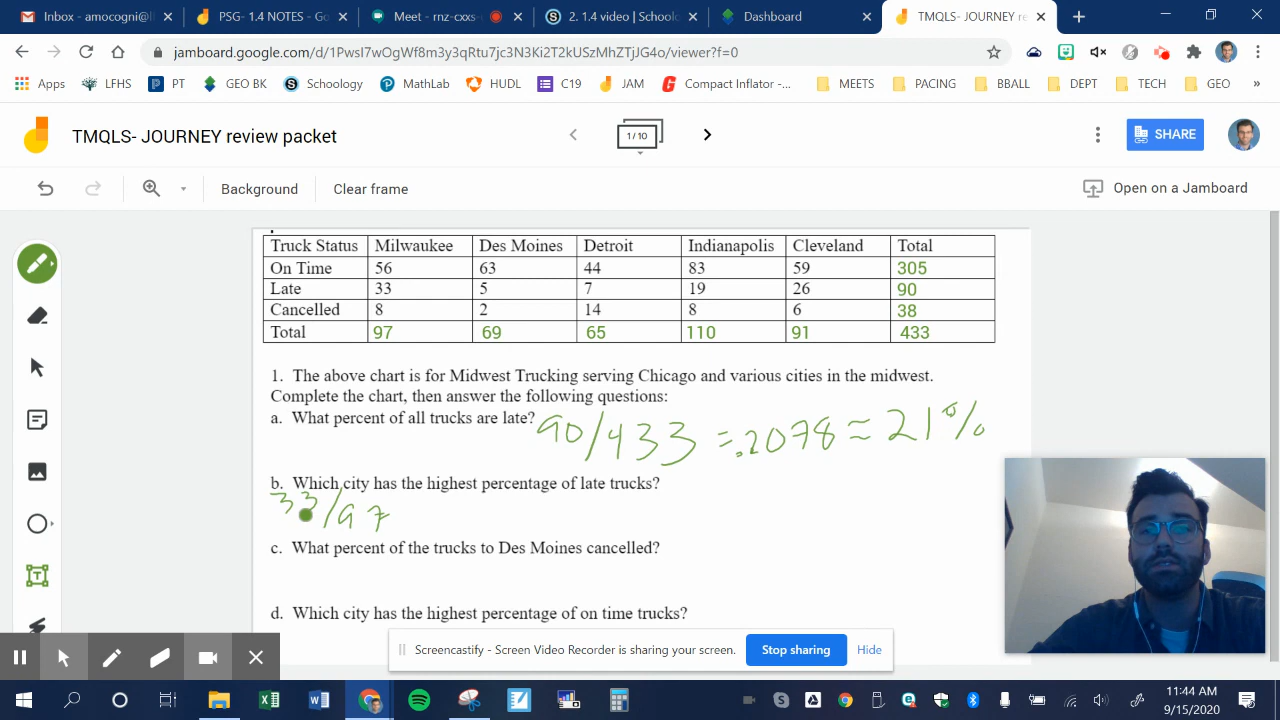 Inbox - amocogni@l
PSG- 1.4 NOTES - Go
Meet - rnz-cxxs-
2. 1.4 video | Schoolo
Dashboard
TMQLS- JOURNEY re
jamboard.google.com/d/1PwsI7wOgWf8m3y3qRtu7jc3N3Ki2T2kUSzMhZTjJG4o/viewer?f=0
Apps LFHS PT GEO BK Schoology MathLab HUDL C19 JAM Compact Inflator -... MEETS PACING BBALL DEPT TECH GEO »
TMQLS- JOURNEY review packet
1/10
SHARE
Background
Clear frame
Open on a Jamboard
Truck Status Milwaukee Des Moines Detroit Indianapolis Cleveland Total
On Time 56 63 44 83 59 305
Late 33 5 7 19 26 90
Cancelled 8 2 14 8 6 38
Total 97 69 65 110 91 433
1. The above chart is for Midwest Trucking serving Chicago and various cities in the midwest.
Complete the chart, then answer the following questions:
a. What percent of all trucks are late? 90/433 = .2078 ≈ 21%
b. Which city has the highest percentage of late trucks?
33/97
c. What percent of the trucks to Des Moines cancelled?
d. Which city has the highest percentage of on time trucks?
Screencastify - Screen Video Recorder is sharing your screen.
Stop sharing
Hide
11:44 AM
9/15/2020